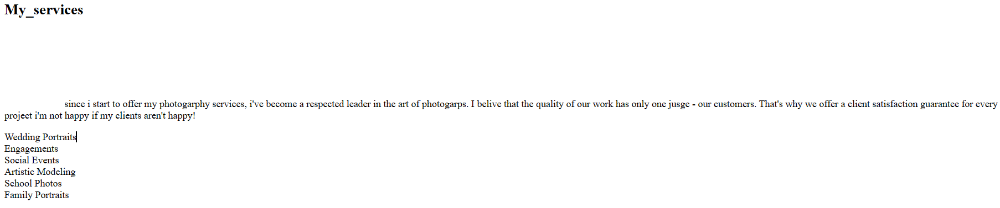 My_services
since i start to offer my photogarphy services, i've become a respected leader in the art of photogarps. I belive that the quality of our work has only one jusge - our customers. That's why we offer a client satisfaction guarantee for every
project i'm not happy if my clients aren't happy!
Wedding Portraits
Engagements
Social Events
Artistic Modeling
School Photos
Family Portraits